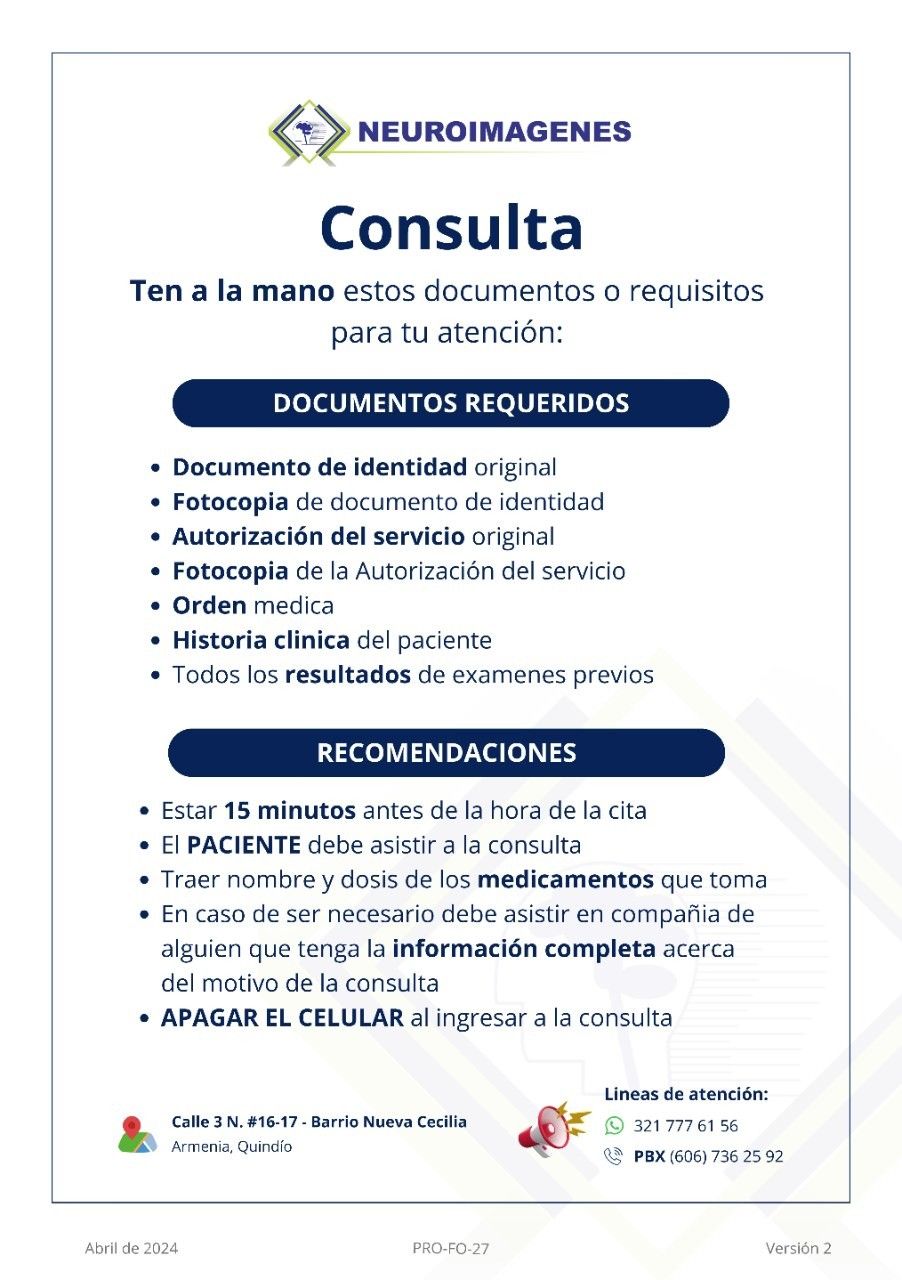 NEUROIMAGENES
Consulta
Ten a la mano estos documentos o requisitos
para tu atención:
DOCUMENTOS REQUERIDOS
• Documento de identidad original
• Fotocopia de documento de identidad
• Autorización del servicio original
• Fotocopia de la Autorización del servicio
• Orden medica
• Historia clinica del paciente
• Todos los resultados de examenes previos
RECOMENDACIONES
• Estar 15 minutos antes de la hora de la cita
• El PACIENTE debe asistir a la consulta
• Traer nombre y dosis de los medicamentos que toma
• En caso de ser necesario debe asistir en compañia de
alguien que tenga la información completa acerca
del motivo de la consulta
• APAGAR EL CELULAR al ingresar a la consulta
Calle 3 N. #16-17 - Barrio Nueva Cecilia
Armenia, Quindío
Lineas de atención:
321 777 61 56
PBX (606) 736 25 92
Abril de 2024
PRO-FO-27
Versión 2